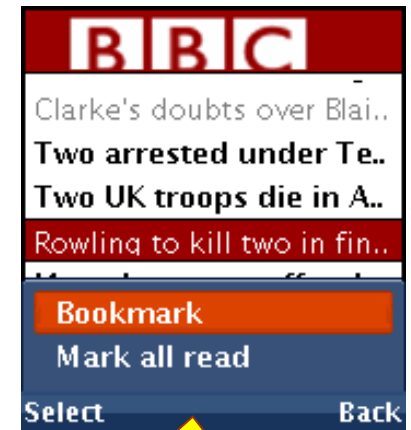 BBC
Clarke's doubts over Blai..
Two arrested under Te..
Two UK troops die in A..
Rowling to kill two in fin..
Bookmark
Mark all read
Select Back